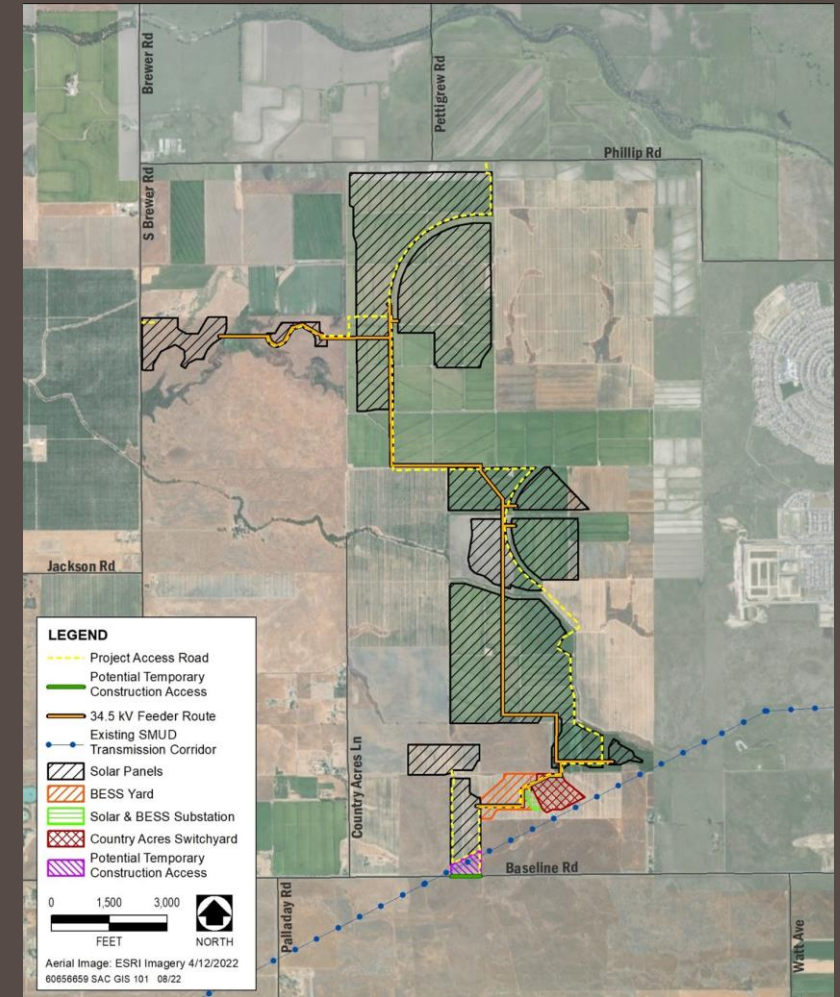 Brewer Rd
Pettigrew Rd
Phillip Rd
S Brewer Rd
Jackson Rd
LEGEND
Project Access Road
Potential Temporary
Construction Access
34.5 kV Feeder Route
Existing SMUD
Transmission Corridor
Solar Panels
BESS Yard
Solar & BESS Substation
Country Acres Switchyard
Potential Temporary
Construction Access
0 1,500 3,000
FEET
NORTH
Aerial Image: ESRI Imagery 4/12/2022
60656659 SAC GIS 101 08/22
Country Acres Ln
Baseline Rd
Palladay Rd
Watt Ave